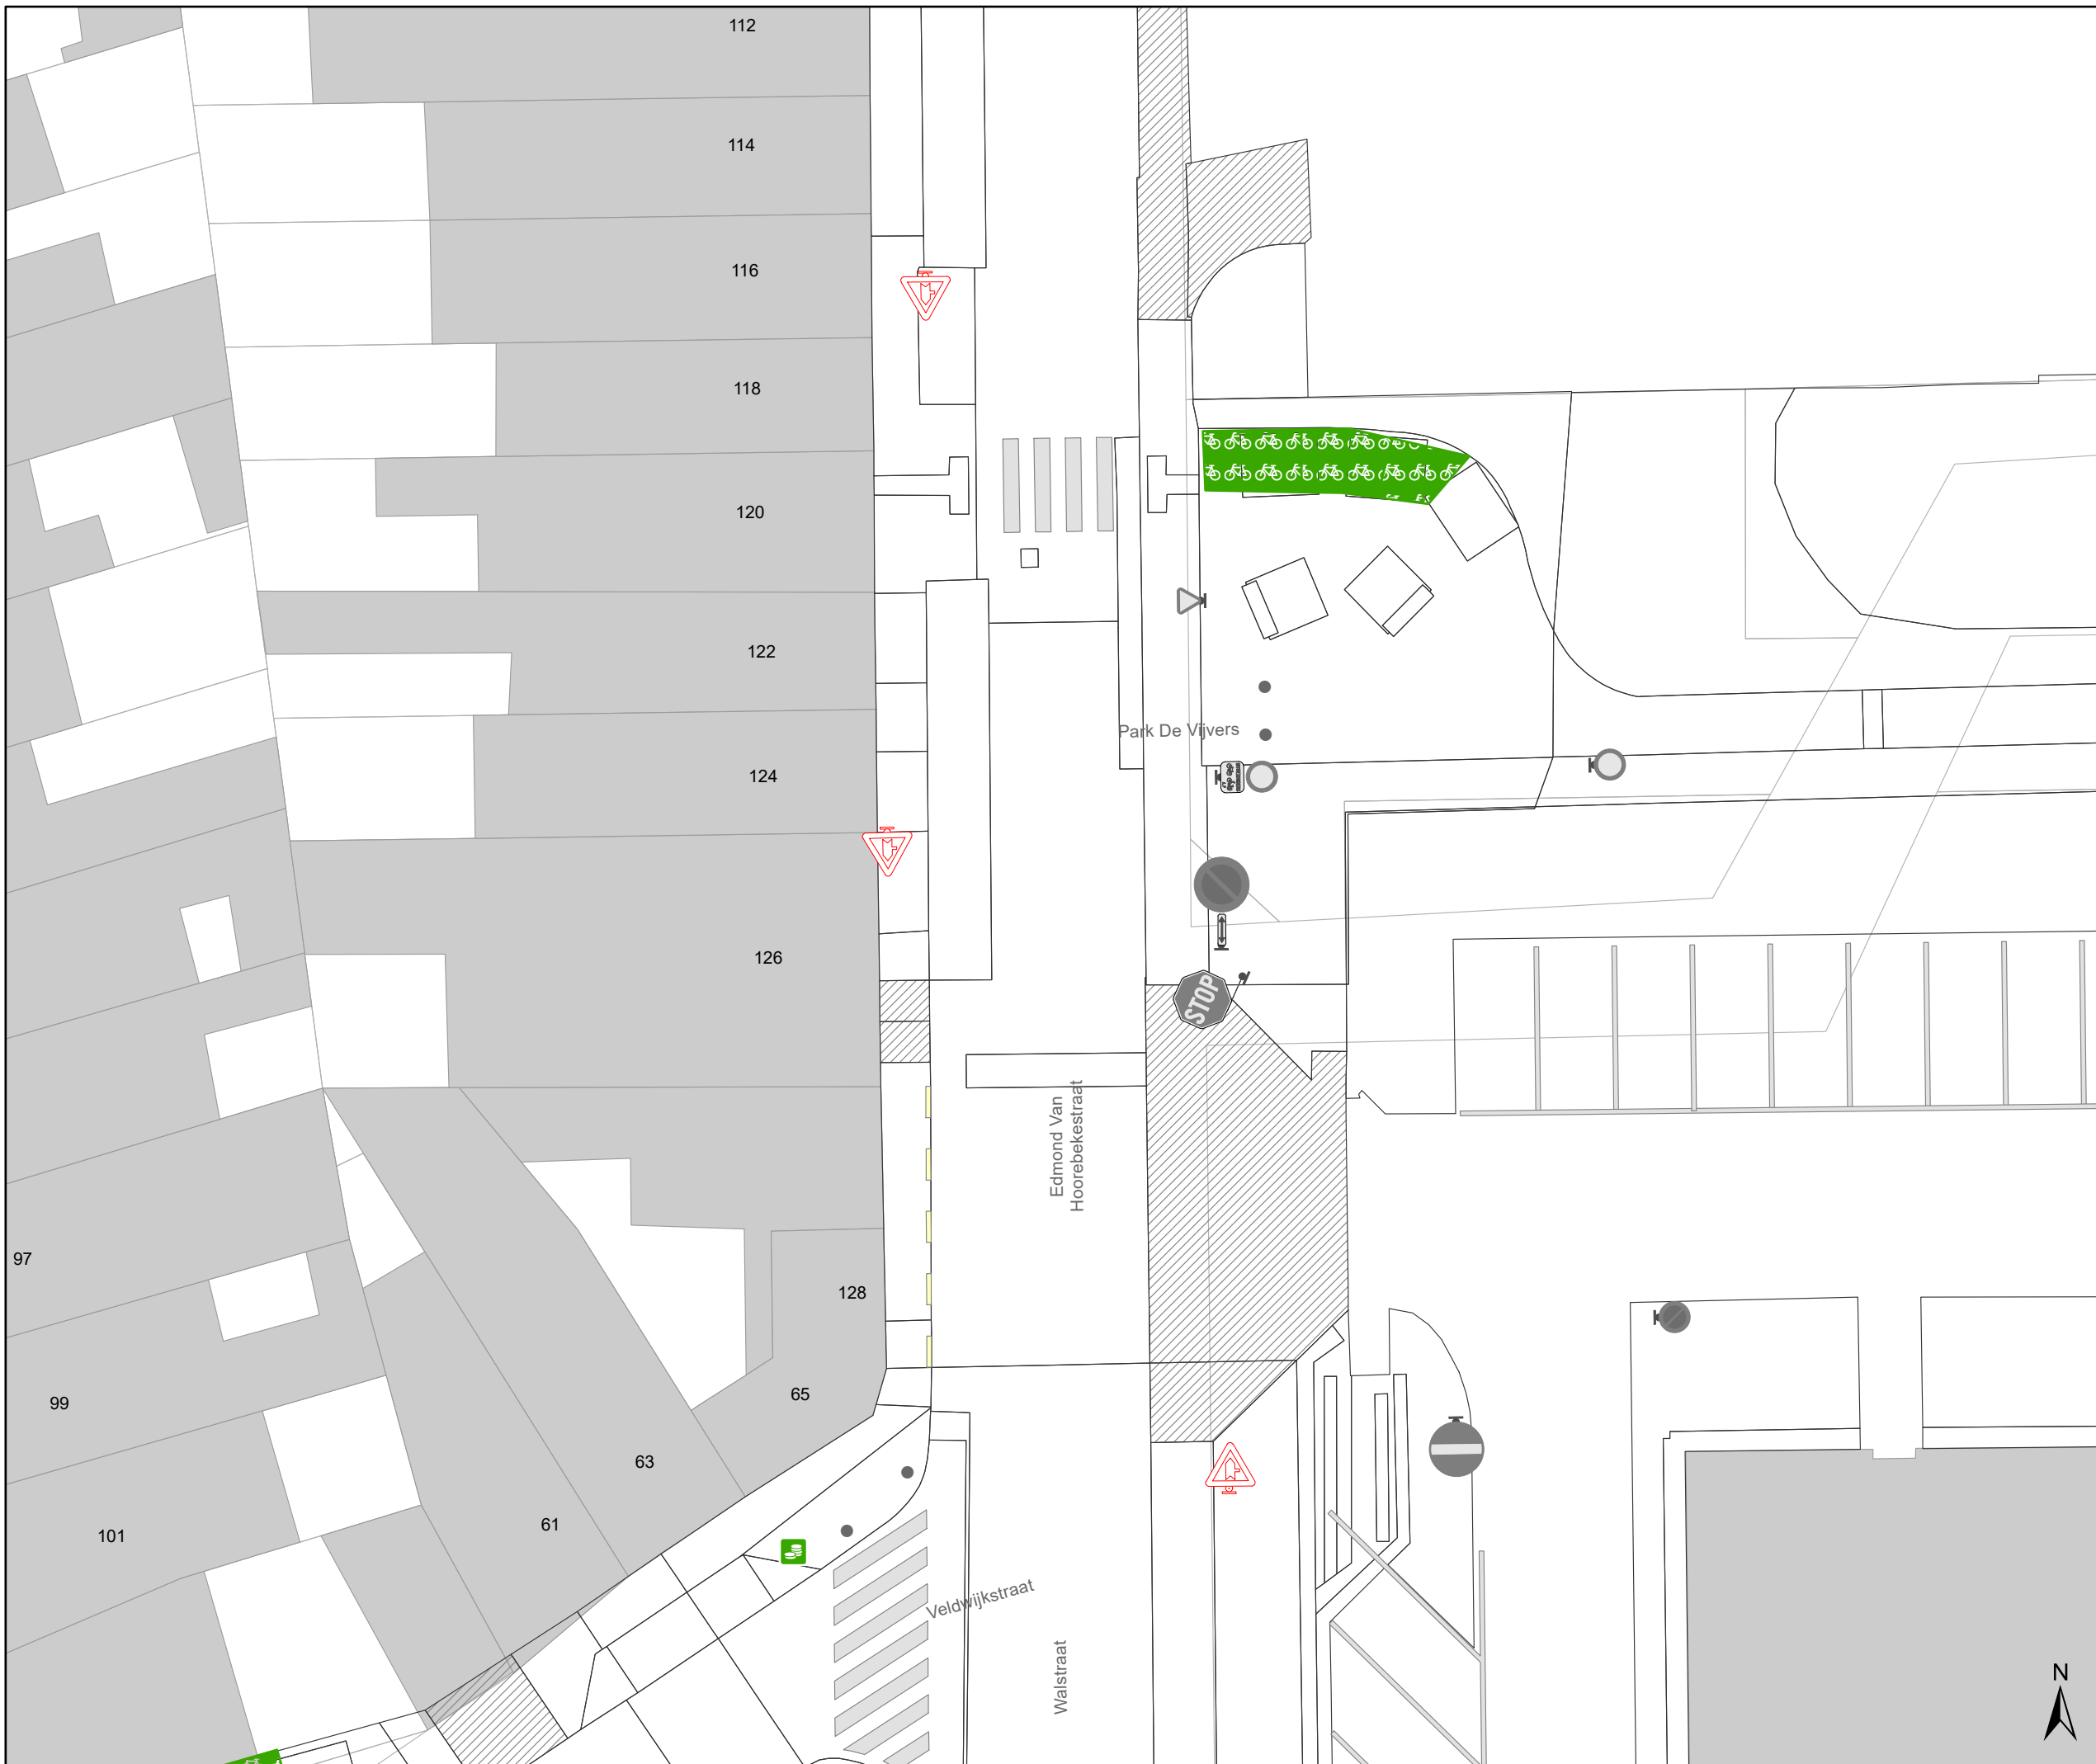 112
114
116
118
120
122
Park De Vijvers
124
126
STOP
Edmond Van
Hoorebekestraat
97
128
65
99
63
61
101
Veldwijkstraat
Walstraat
N